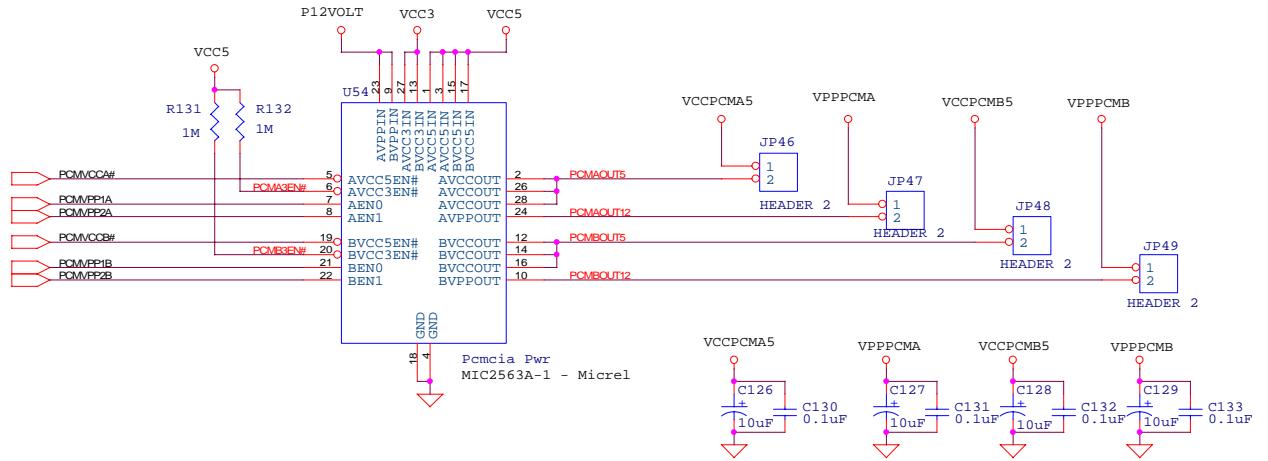 P12VOLT VCC3 VCC5
VCC5
23 9 27 13 1 3 15 17
U54
R131 R132
1M 1M
AVPPIN BVPPIN AVCC3IN BVCC3IN AVCC5IN AVCC5IN BVCC5IN BVCC5IN
VCCPCMA5 VPPPCMA VCCPCMB5 VPPPCMB
PCMVCCA# 5 AVCC5EN# AVCCOUT 2 PCMAOUT5
PCMA3EN# 6 AVCC3EN# AVCCOUT 26
PCMVPP1A 7 AEN0 AVCCOUT 28
PCMVPP2A 8 AEN1 AVPPOUT 24 PCMAOUT12
PCMVCCB# 19 BVCC5EN# BVCCOUT 12 PCMBOUT5
PCMB3EN# 20 BVCC3EN# BVCCOUT 14
PCMVPP1B 21 BEN0 BVCCOUT 16
PCMVPP2B 22 BEN1 BVPPOUT 10 PCMBOUT12
JP46
1
2
HEADER 2
JP47
1
2
HEADER 2
JP48
1
2
HEADER 2
JP49
1
2
HEADER 2
GND GND
18 4
Pcmcia Pwr
MIC2563A-1 - Micrel
VCCPCMA5 VPPPCMA VCCPCMB5 VPPPCMB
C126 + 10uF
C130
0.1uF
C127 + 10uF
C131
0.1uF
C128 + 10uF
C132
0.1uF
C129 + 10uF
C133
0.1uF